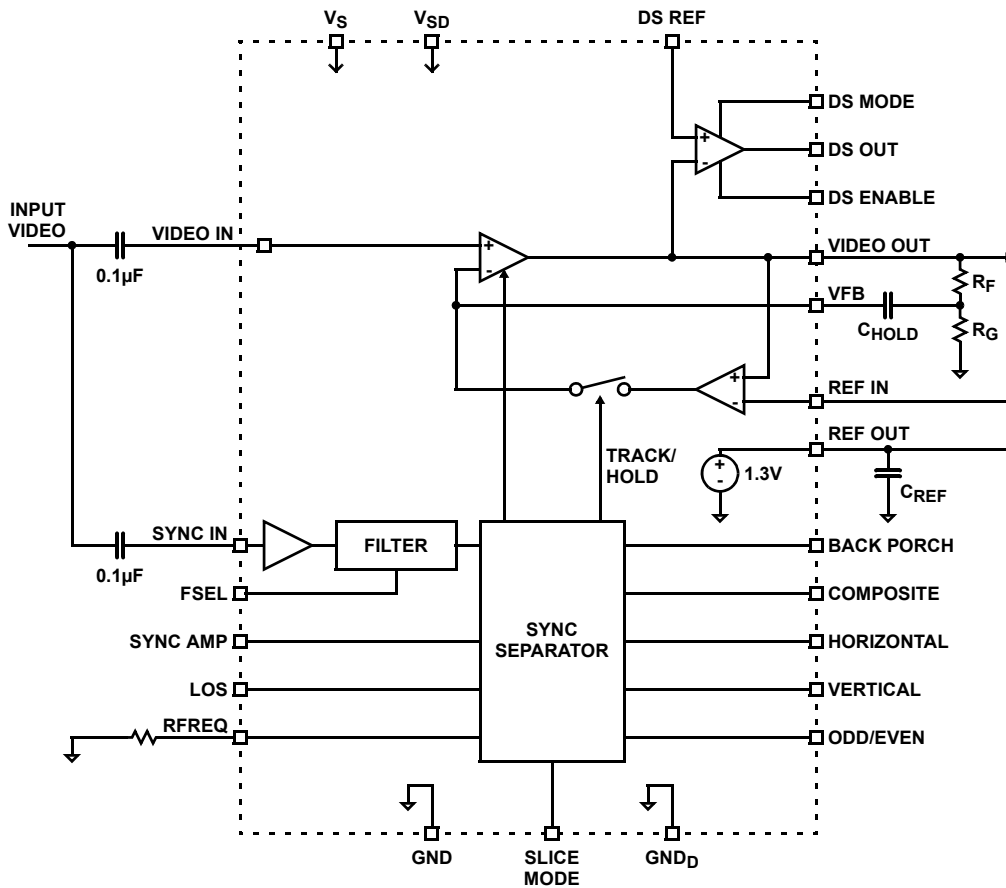 VS
VSD
DS REF
DS MODE
DS OUT
DS ENABLE
INPUT
VIDEO
0.1µF
VIDEO IN
+
-
+
-
VIDEO OUT
RF
VFB
CHOLD
RG
+
-
REF IN
REF OUT
TRACK/
HOLD
+
-
1.3V
CREF
SYNC IN
0.1µF
FILTER
BACK PORCH
FSEL
COMPOSITE
SYNC
SEPARATOR
SYNC AMP
HORIZONTAL
LOS
VERTICAL
RFREQ
ODD/EVEN
GND
SLICE
MODE
GNDD